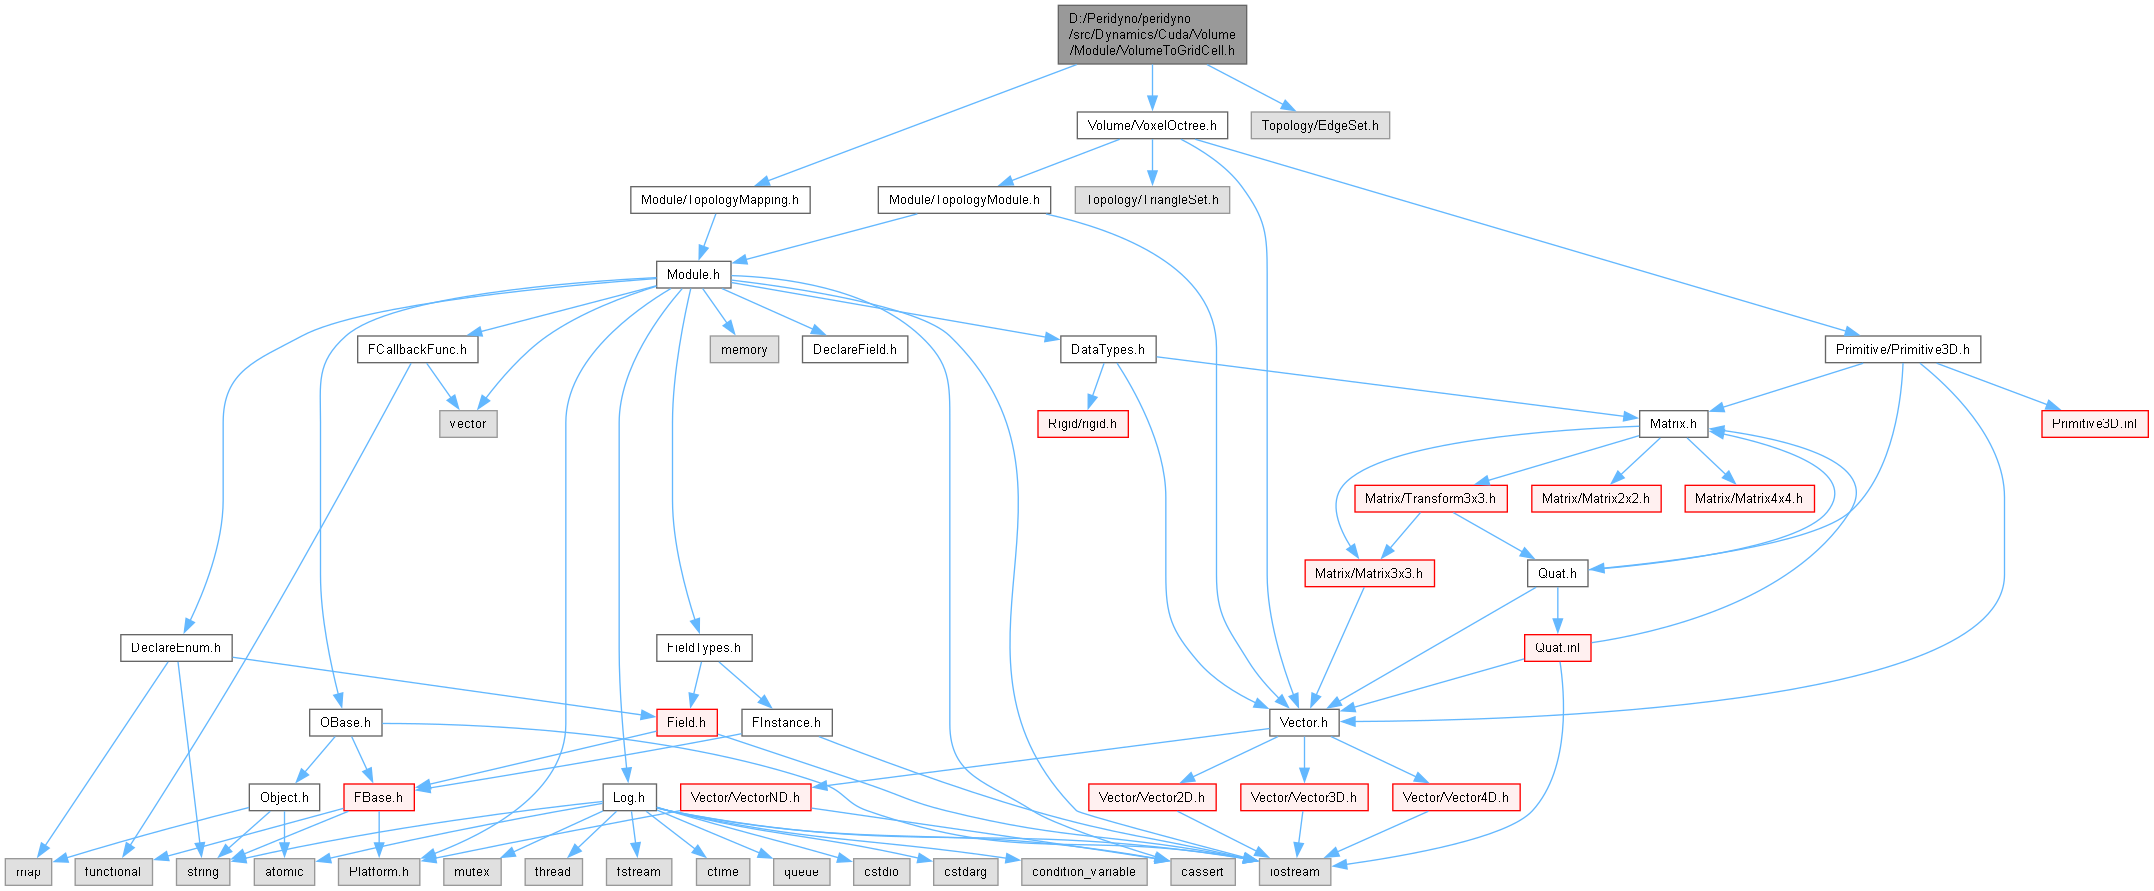 D:/Peridyno/peridyno
/src/Dynamics/Cuda/Volume
/Module/VolumeToGridCell.h
Volume/VoxelOctree.h
Topology/EdgeSet.h
Module/TopologyMapping.h
Module/TopologyModule.h
Topology/TriangleSet.h
Module.h
FCallbackFunc.h
memory
DeclareField.h
DataTypes.h
Primitive/Primitive3D.h
vector
Rigid/rigid.h
Matrix.h
Primitive3D.inl
Matrix/Transform3x3.h
Matrix/Matrix2x2.h
Matrix/Matrix4x4.h
Matrix/Matrix3x3.h
Quat.h
DeclareEnum.h
FieldTypes.h
Quat.inl
OBase.h
Field.h
FInstance.h
Vector.h
Object.h
FBase.h
Log.h
Vector/VectorND.h
Vector/Vector2D.h
Vector/Vector3D.h
Vector/Vector4D.h
map
functional
string
atomic
Platform.h
mutex
thread
fstream
ctime
queue
cstdio
cstdarg
condition_variable
cassert
iostream